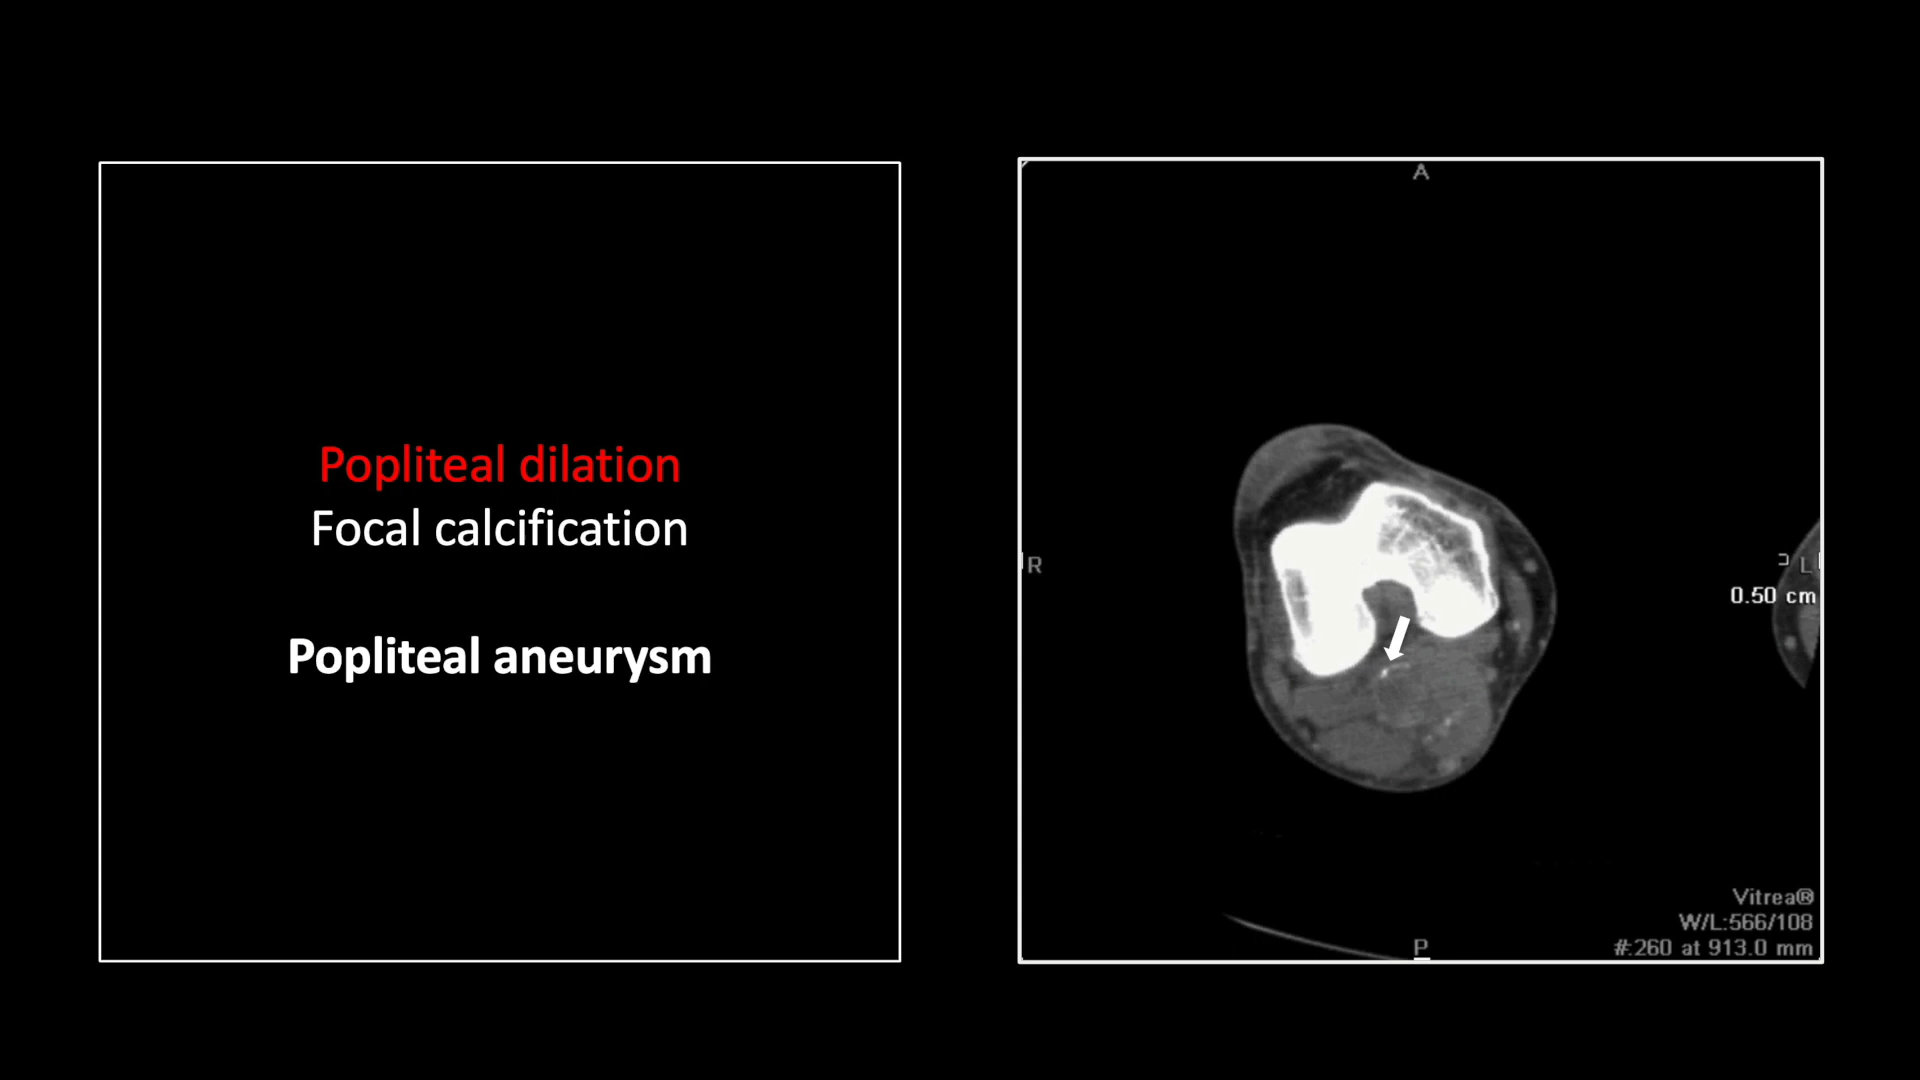 Popliteal dilation
Focal calcification
Popliteal aneurysm
A
R
L
0.50 cm
Vitrea®
W/L:566/108
#:260 at 913.0 mm
P